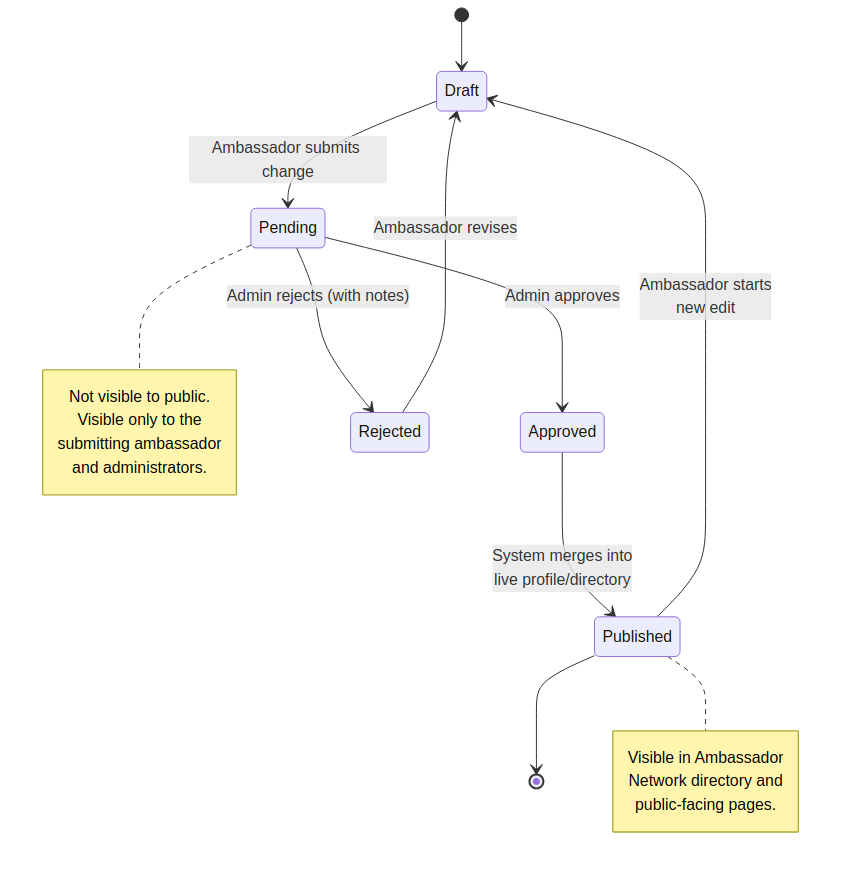 Draft
Ambassador submits
change
Pending
Ambassador revises
Admin rejects (with notes)
Admin approves
Ambassador starts
new edit
Not visible to public.
Visible only to the
submitting ambassador
and administrators.
Rejected
Approved
System merges into
live profile/directory
Published
Visible in Ambassador
Network directory and
public-facing pages.